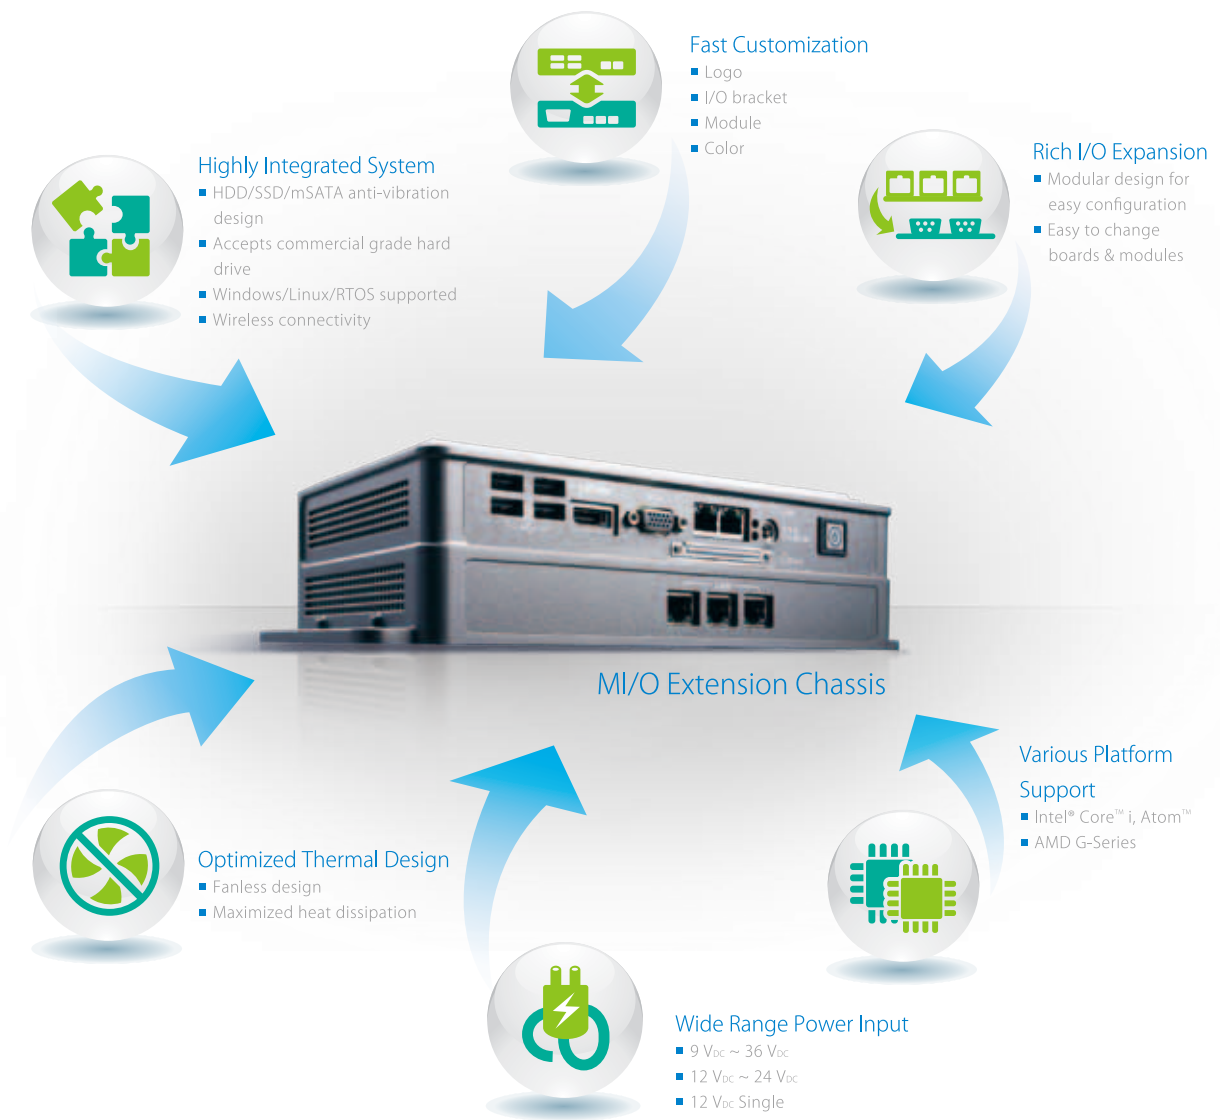 Fast Customization
Logo
I/O bracket
Module
Color
Highly Integrated System
HDD/SSD/mSATA anti-vibration
design
Accepts commercial grade hard
drive
Windows/Linux/RTOS supported
Wireless connectivity
Rich I/O Expansion
Modular design for
easy configuration
Easy to change
boards & modules
MI/O Extension Chassis
Various Platform
Support
Intel® Core™ i, Atom™
AMD G-Series
Optimized Thermal Design
Fanless design
Maximized heat dissipation
Wide Range Power Input
9 VDC ~ 36 VDC
12 VDC ~ 24 VDC
12 VDC Single